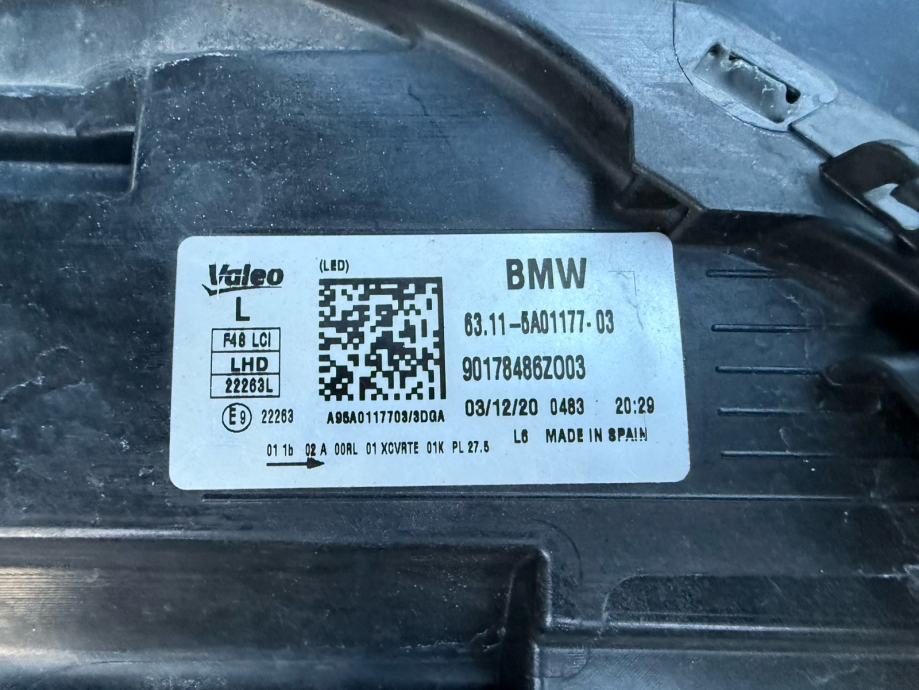 Valeo
(LED)
BMW
L
63.11-5A01177-03
F48 LCI
LHD
22263L
90178486Z003
E9 22263
A95A0117703/3DGA
03/12/20 0483 20:29
L6 MADE IN SPAIN
01 1b 02 A 00RL 01 XCVRTE 01K PL 27.5